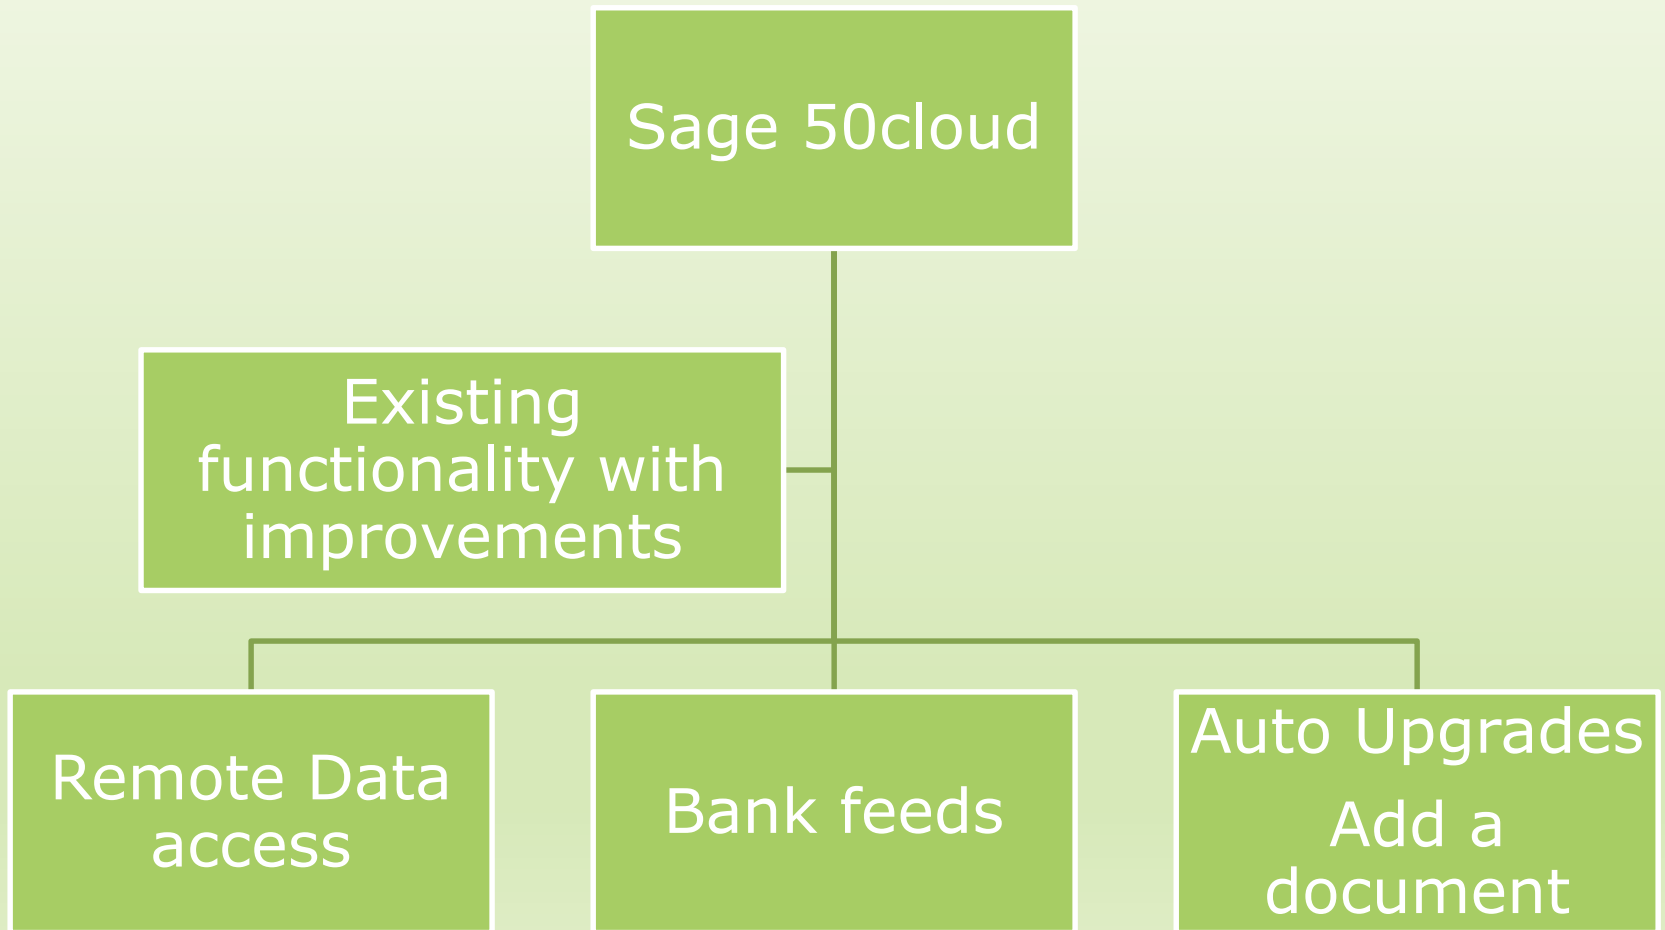 Sage 50cloud
Existing
functionality with
improvements
Remote Data
access
Bank feeds
Auto Upgrades
Add a
document